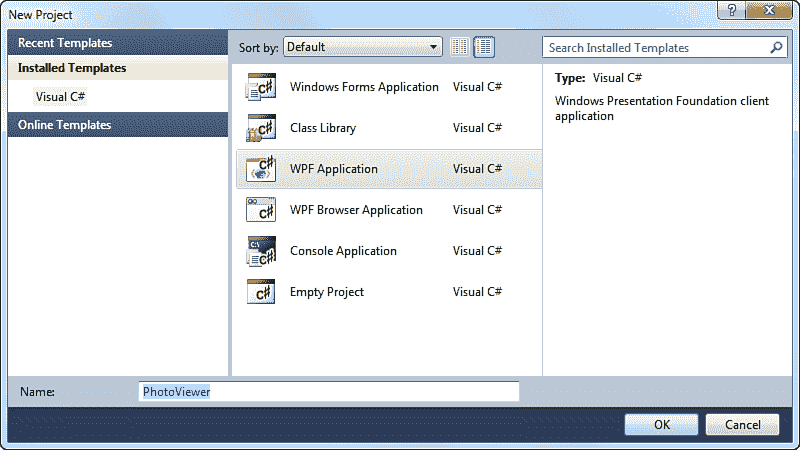 New Project
Recent Templates
Installed Templates
Visual C#
Online Templates
Sort by: Default
Windows Forms Application Visual C#
Class Library Visual C#
WPF Application Visual C#
WPF Browser Application Visual C#
Console Application Visual C#
Empty Project Visual C#
Search Installed Templates
Type: Visual C#
Windows Presentation Foundation client
application
Name: PhotoViewer
OK Cancel